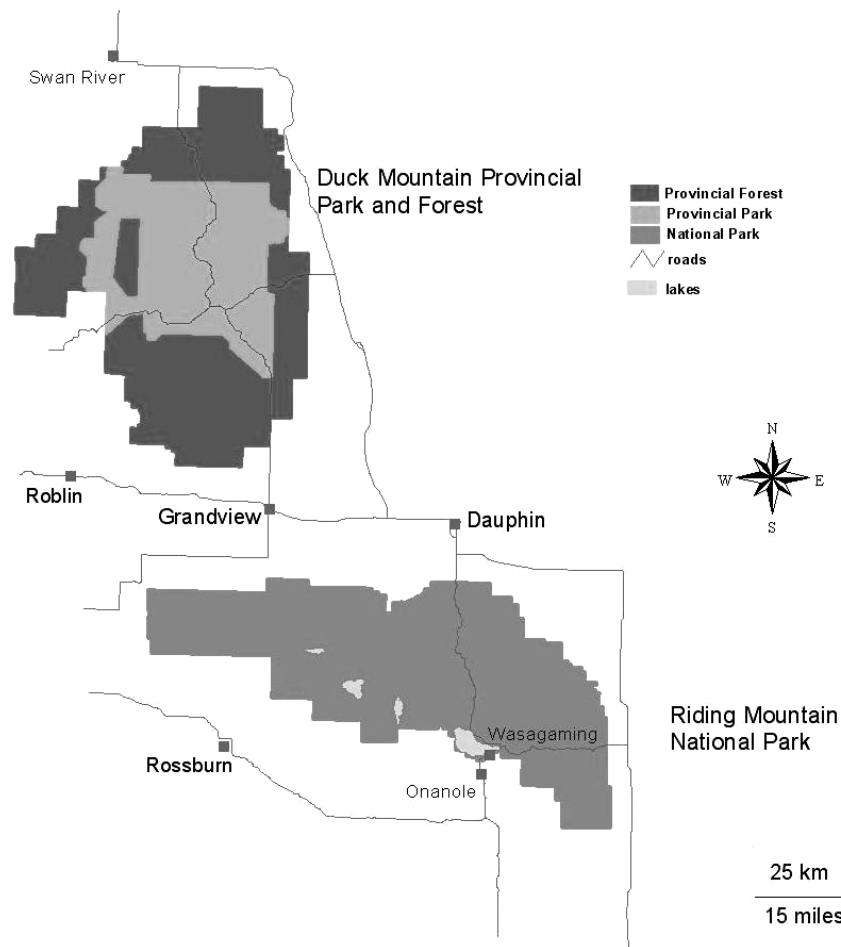 Swan River
Duck Mountain Provincial
Park and Forest
Provincial Forest
Provincial Park
National Park
roads
lakes
N
W
E
S
Roblin
Grandview
Dauphin
Riding Mountain
National Park
Wasagaming
Rossburn
Onanole
25 km
15 miles